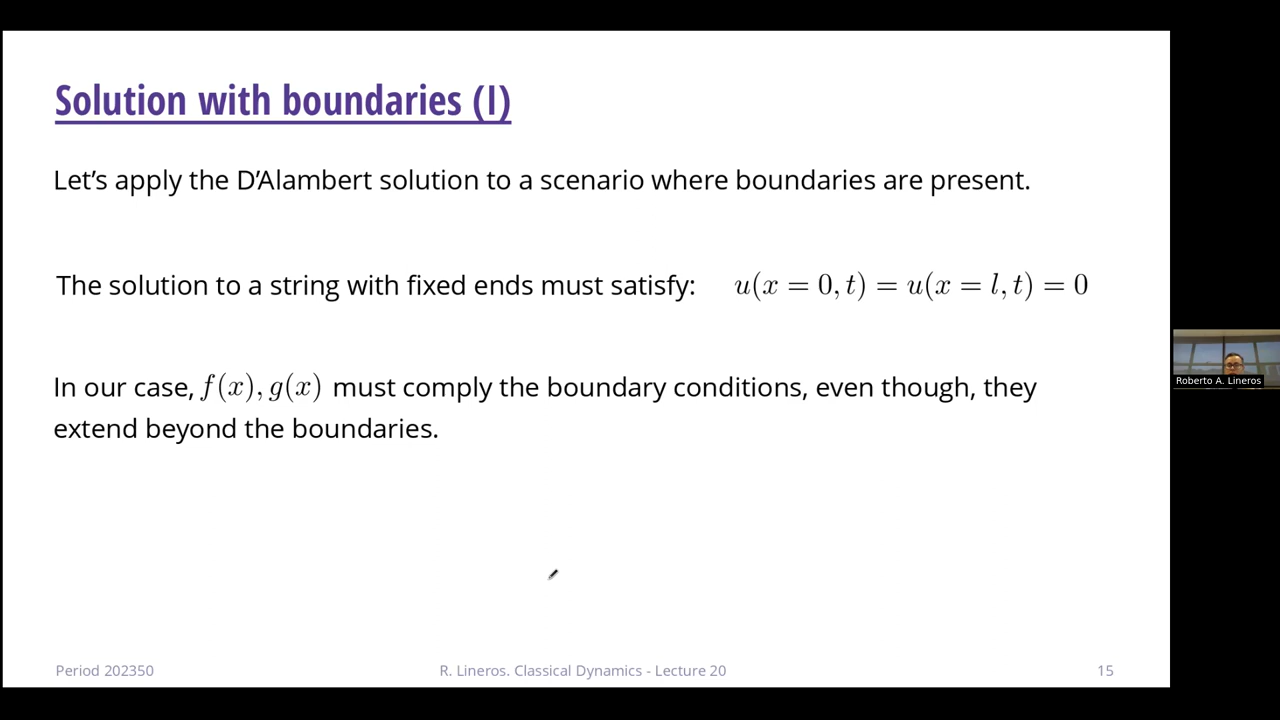 Solution with boundaries (I)
Let's apply the D'Alambert solution to a scenario where boundaries are present.
The solution to a string with fixed ends must satisfy: u(x = 0, t) = u(x = l, t) = 0
In our case, f(x), g(x) must comply the boundary conditions, even though, they
extend beyond the boundaries.
Roberto A. Lineros
Period 202350
R. Lineros. Classical Dynamics - Lecture 20
15